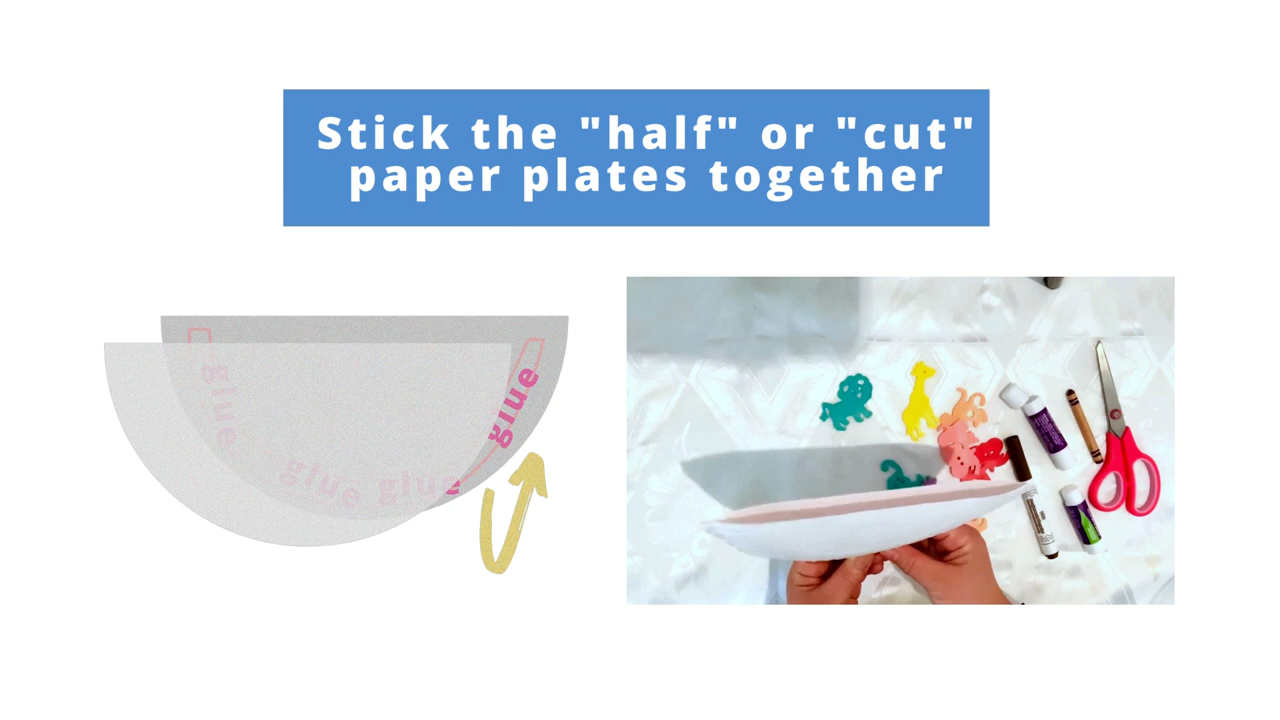 Stick the "half" or "cut"
paper plates together
glue
glue glue
glue